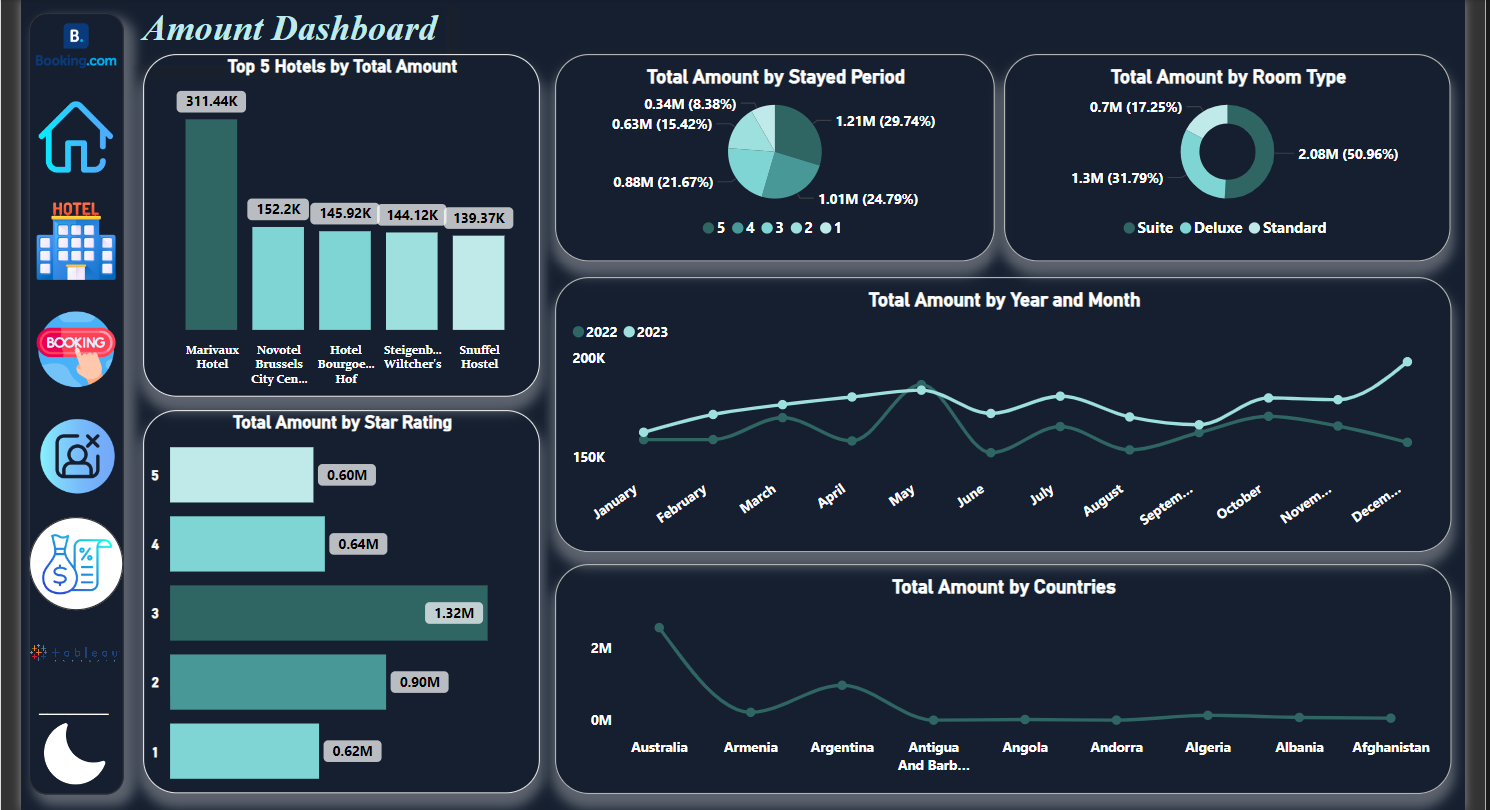 Amount Dashboard
B.
Booking.com
HOTEL
BOOKING
%
$
tableau
Top 5 Hotels by Total Amount
311.44K
152.2K
145.92K
144.12K
139.37K
Marivaux
Hotel
Novotel
Brussels
City Cen...
Hotel
Bourgoe...
Hof
Steigenb...
Wiltcher's
Snuffel
Hostel
Total Amount by Star Rating
5
0.60M
4
0.64M
3
1.32M
2
0.90M
1
0.62M
Total Amount by Stayed Period
0.34M (8.38%)
0.63M (15.42%)
1.21M (29.74%)
0.88M (21.67%)
1.01M (24.79%)
5 4 3 2 1
Total Amount by Room Type
0.7M (17.25%)
2.08M (50.96%)
1.3M (31.79%)
Suite Deluxe Standard
Total Amount by Year and Month
2022 2023
200K
150K
January
February
March
April
May
June
July
August
Septem...
October
Novem...
Decem...
Total Amount by Countries
2M
0M
Australia
Armenia
Argentina
Antigua
And Barb...
Angola
Andorra
Algeria
Albania
Afghanistan